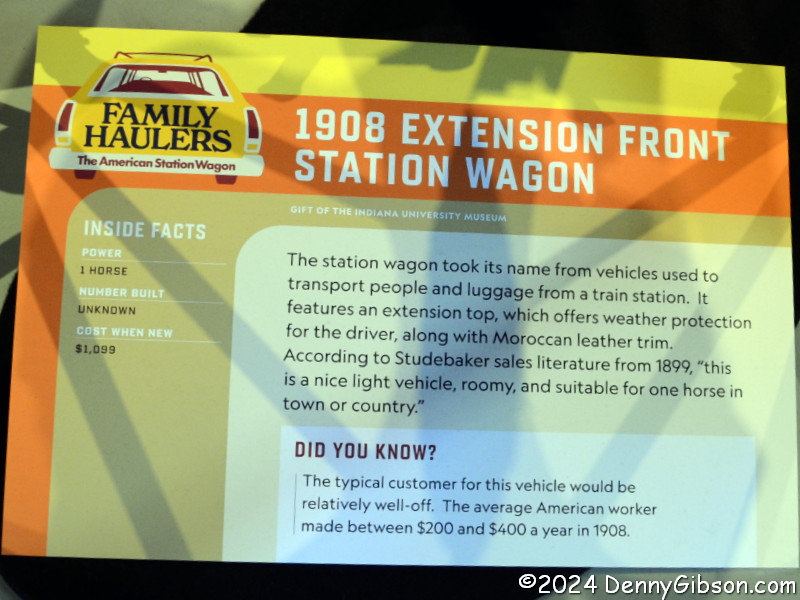 FAMILY
HAULERS
The American Station Wagon
1908 EXTENSION FRONT
STATION WAGON
GIFT OF THE INDIANA UNIVERSITY MUSEUM
INSIDE FACTS
POWER
1 HORSE
NUMBER BUILT
UNKNOWN
COST WHEN NEW
$1,099
The station wagon took its name from vehicles used to
transport people and luggage from a train station. It
features an extension top, which offers weather protection
for the driver, along with Moroccan leather trim.
According to Studebaker sales literature from 1899, “this
is a nice light vehicle, roomy, and suitable for one horse in
town or country.”
DID YOU KNOW?
The typical customer for this vehicle would be
relatively well-off. The average American worker
made between $200 and $400 a year in 1908.
©2024 DennyGibson.com